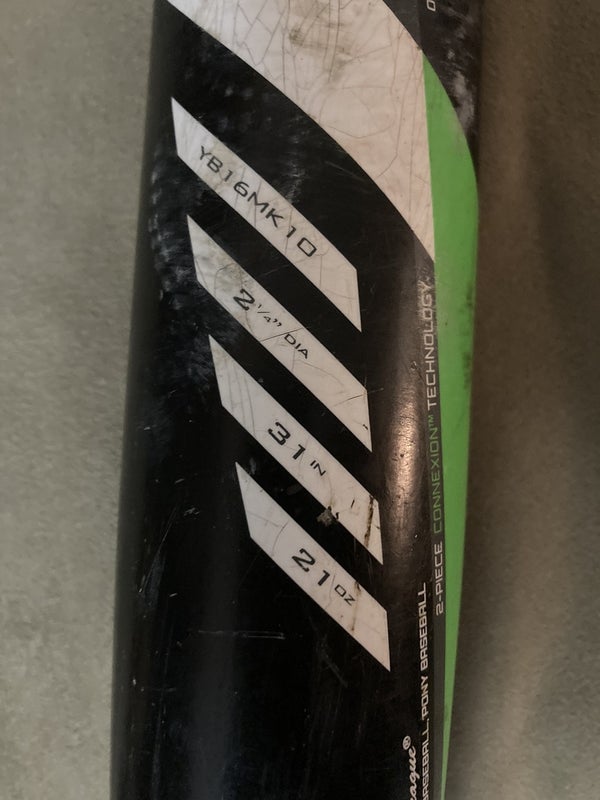 YB16MK10
2 1/4" DIA
31 IN
21 OZ
2-PIECE CONNEXION™ TECHNOLOGY
BASEBALL, PONY BASEBALL